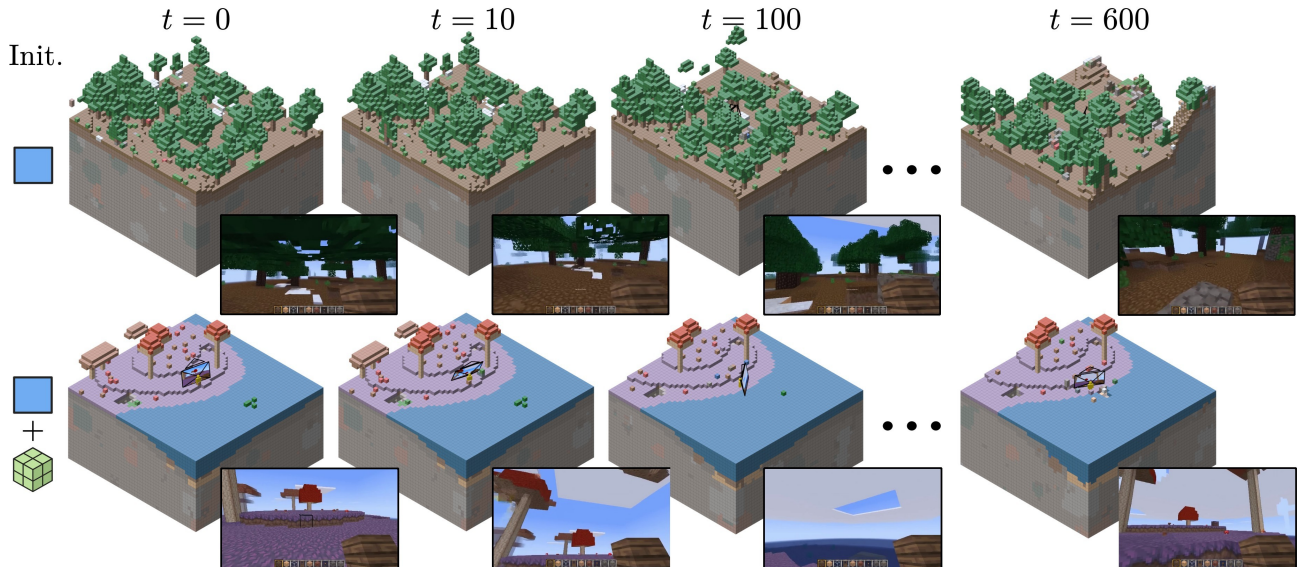 t = 0
t = 10
t = 100
t = 600
Init.
+